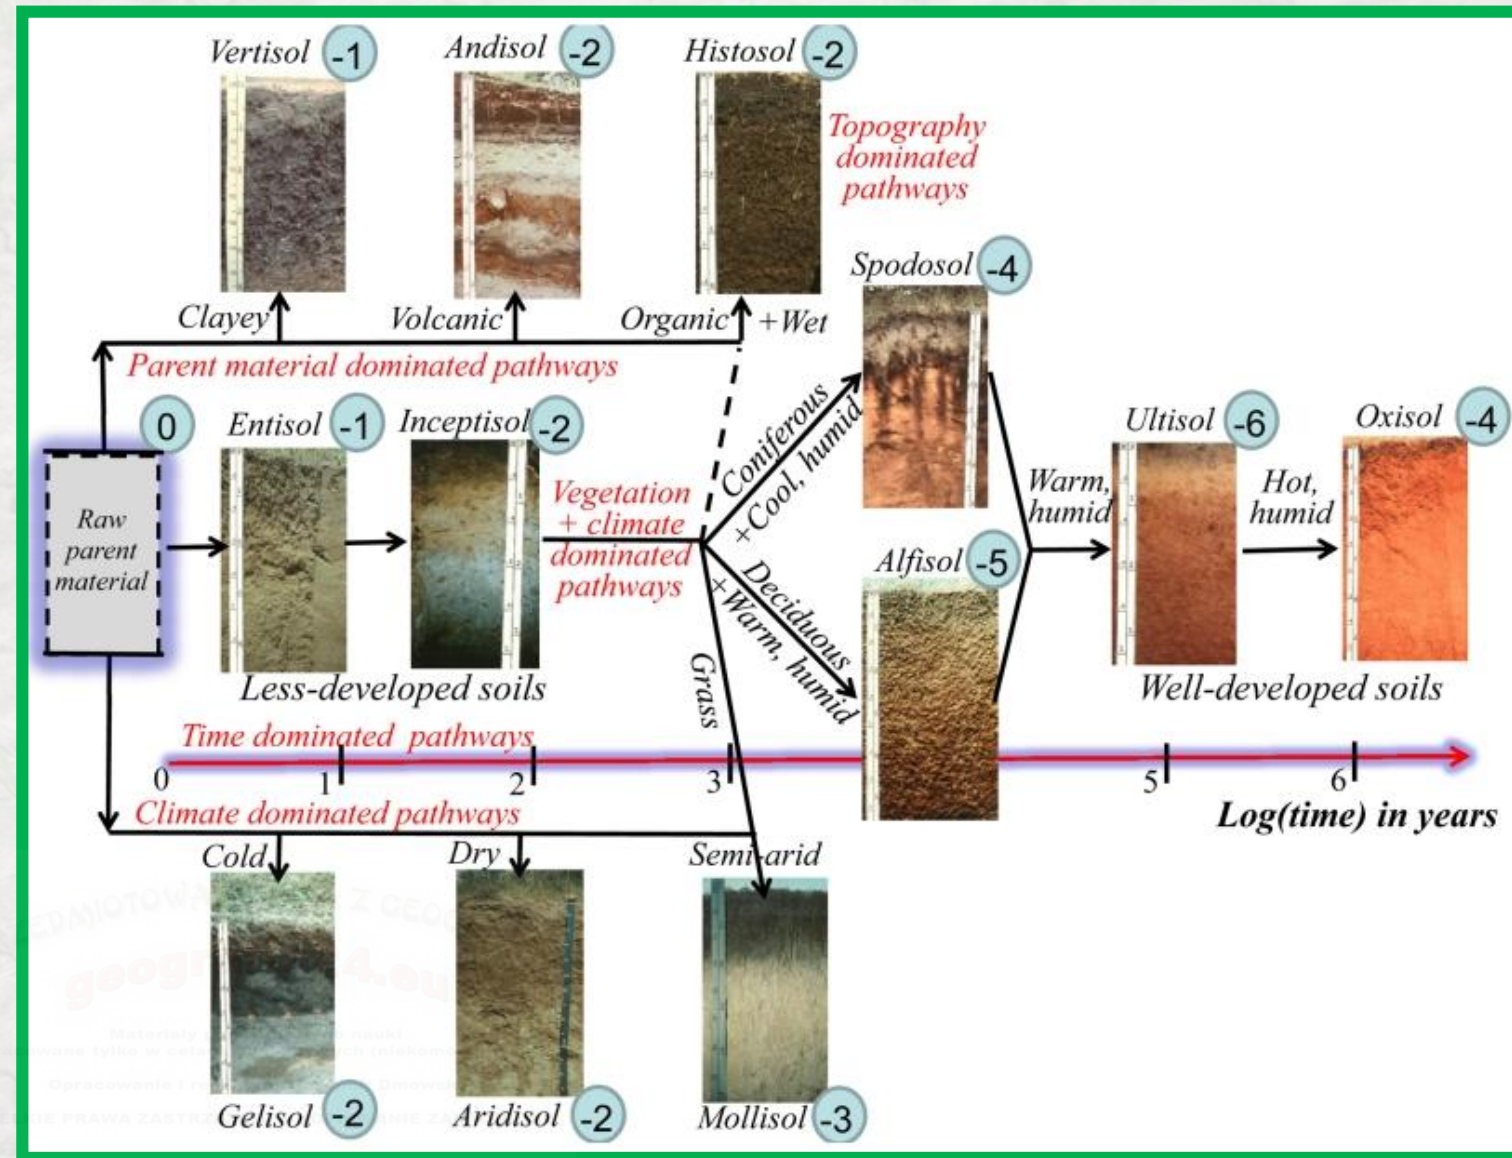 Vertisol -1
Andisol -2
Histosol -2
Topography
dominated
pathways
Clayey
Volcanic
Organic
+Wet
Parent material dominated pathways
Spodosol -4
0
Raw
parent
material
Entisol -1
Inceptisol -2
Vegetation
+ climate
dominated
pathways
Coniferous
+Cool, humid
Deciduous
+Warm, humid
Grass
Alfisol -5
Warm,
humid
Ultisol -6
Hot,
humid
Oxisol -4
Less-developed soils
Well-developed soils
Time dominated pathways
0
1
2
3
5
6
Log(time) in years
Climate dominated pathways
Cold
Dry
Semi-arid
Gelisol -2
Aridisol -2
Mollisol -3